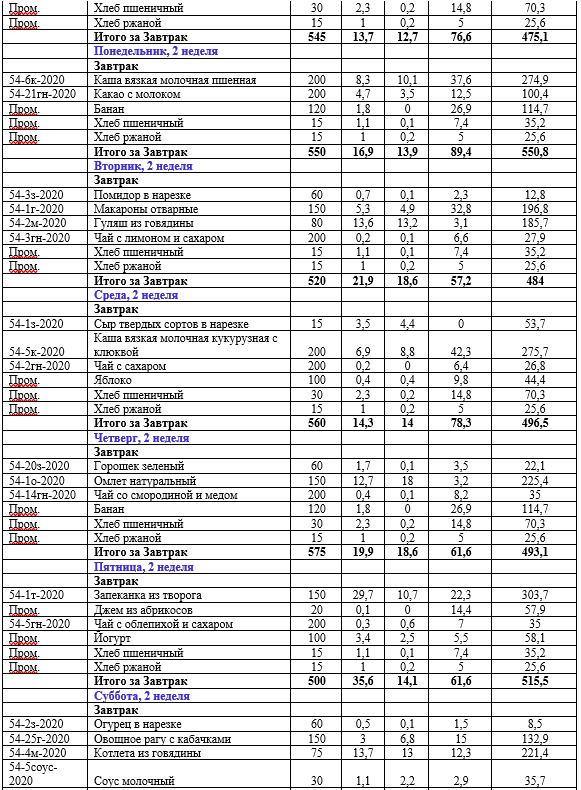 Пром. Хлеб пшеничный 30 2,3 0,2 14,8 70,3
Пром. Хлеб ржаной 15 1 0,2 5 25,6
Итого за Завтрак 545 13,7 12,7 76,6 475,1
Понедельник, 2 неделя
Завтрак
54-6к-2020 Каша вязкая молочная пшенная 200 8,3 10,1 37,6 274,9
54-21гн-2020 Какао с молоком 200 4,7 3,5 12,5 100,4
Пром. Банан 120 1,8 0 26,9 114,7
Пром. Хлеб пшеничный 15 1,1 0,1 7,4 35,2
Пром. Хлеб ржаной 15 1 0,2 5 25,6
Итого за Завтрак 550 16,9 13,9 89,4 550,8
Вторник, 2 неделя
Завтрак
54-3з-2020 Помидор в нарезке 60 0,7 0,1 2,3 12,8
54-1г-2020 Макароны отварные 150 5,3 4,9 32,8 196,8
54-2м-2020 Гуляш из говядины 80 13,6 13,2 3,1 185,7
54-3гн-2020 Чай с лимоном и сахаром 200 0,2 0,1 6,6 27,9
Пром. Хлеб пшеничный 15 1,1 0,1 7,4 35,2
Пром. Хлеб ржаной 15 1 0,2 5 25,6
Итого за Завтрак 520 21,9 18,6 57,2 484
Среда, 2 неделя
Завтрак
54-1з-2020 Сыр твердых сортов в нарезке 15 3,5 4,4 0 53,7
Каша вязкая молочная кукурузная с
54-5к-2020 клюквой 200 6,9 8,8 42,3 275,7
54-2гн-2020 Чай с сахаром 200 0,2 0 6,4 26,8
Пром. Яблоко 100 0,4 0,4 9,8 44,4
Пром. Хлеб пшеничный 30 2,3 0,2 14,8 70,3
Пром. Хлеб ржаной 15 1 0,2 5 25,6
Итого за Завтрак 560 14,3 14 78,3 496,5
Четверг, 2 неделя
Завтрак
54-20з-2020 Горошек зеленый 60 1,7 0,1 3,5 22,1
54-1о-2020 Омлет натуральный 150 12,7 18 3,2 225,4
54-14гн-2020 Чай со смородиной и медом 200 0,4 0,1 8,2 35
Пром. Банан 120 1,8 0 26,9 114,7
Пром. Хлеб пшеничный 30 2,3 0,2 14,8 70,3
Пром. Хлеб ржаной 15 1 0,2 5 25,6
Итого за Завтрак 575 19,9 18,6 61,6 493,1
Пятница, 2 неделя
Завтрак
54-1т-2020 Запеканка из творога 150 29,7 10,7 22,3 303,7
Пром. Джем из абрикосов 20 0,1 0 14,4 57,9
54-5гн-2020 Чай с облепихой и сахаром 200 0,3 0,6 7 35
Пром. Йогурт 100 3,4 2,5 5,5 58,1
Пром. Хлеб пшеничный 15 1,1 0,1 7,4 35,2
Пром. Хлеб ржаной 15 1 0,2 5 25,6
Итого за Завтрак 500 35,6 14,1 61,6 515,5
Суббота, 2 неделя
Завтрак
54-2з-2020 Огурец в нарезке 60 0,5 0,1 1,5 8,5
54-25г-2020 Овощное рагу с кабачками 150 3 6,8 15 132,9
54-4м-2020 Котлета из говядины 75 13,7 13 12,3 221,4
54-5соус-
2020 Соус молочный 30 1,1 2,2 2,9 35,7